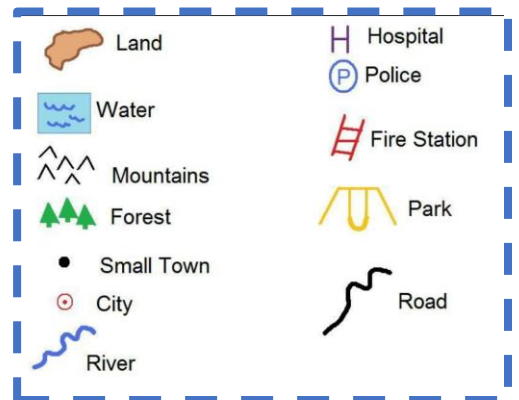 Land
Water
Mountains
Forest
Small Town
City
River
H Hospital
P Police
Fire Station
Park
Road